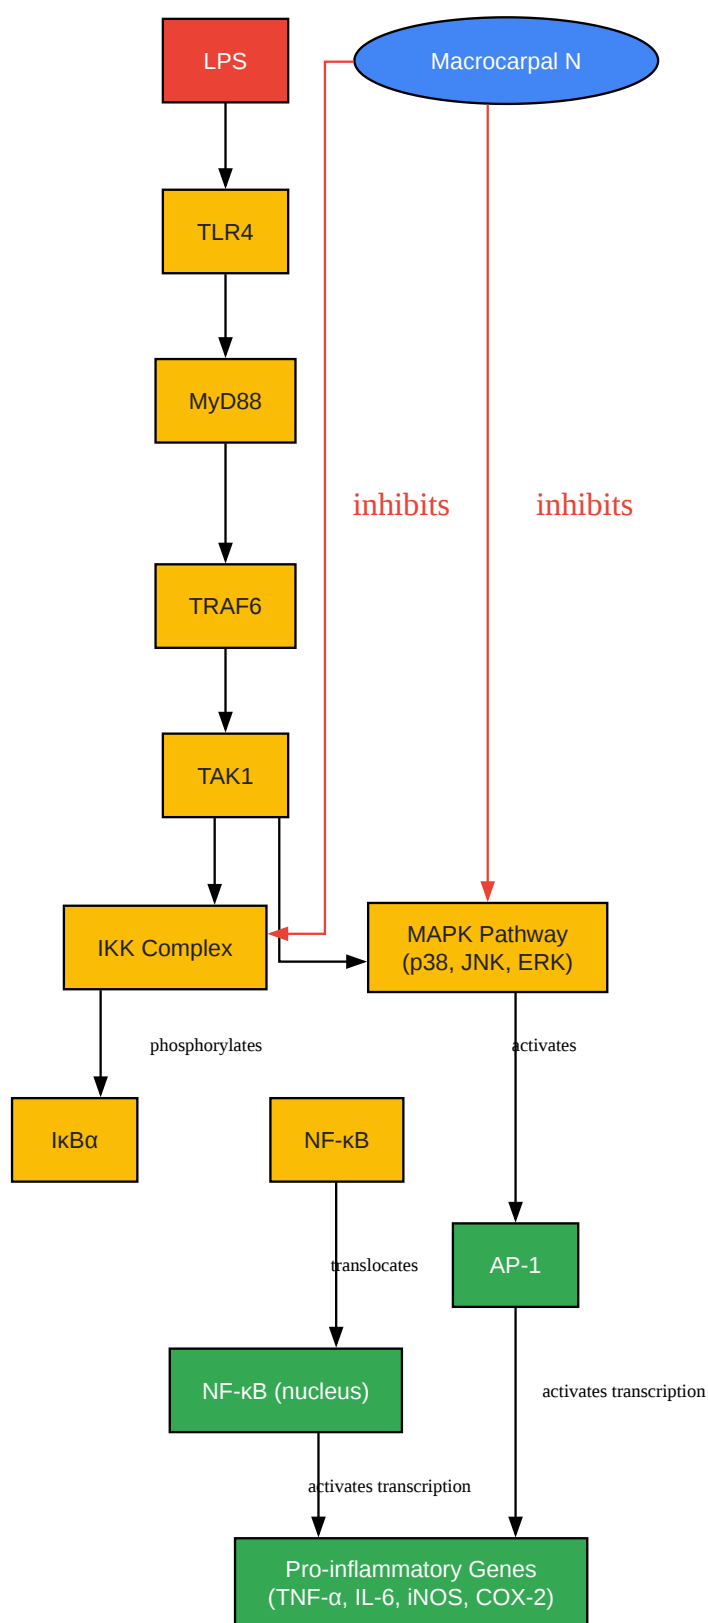 LPS
Macrocarpal N
TLR4
MyD88
inhibits
inhibits
TRAF6
TAK1
IKK Complex
MAPK Pathway
(p38, JNK, ERK)
phosphorylates
activates
IκBα
NF-κB
translocates
AP-1
NF-κB (nucleus)
activates transcription
activates transcription
Pro-inflammatory Genes
(TNF-α, IL-6, iNOS, COX-2)